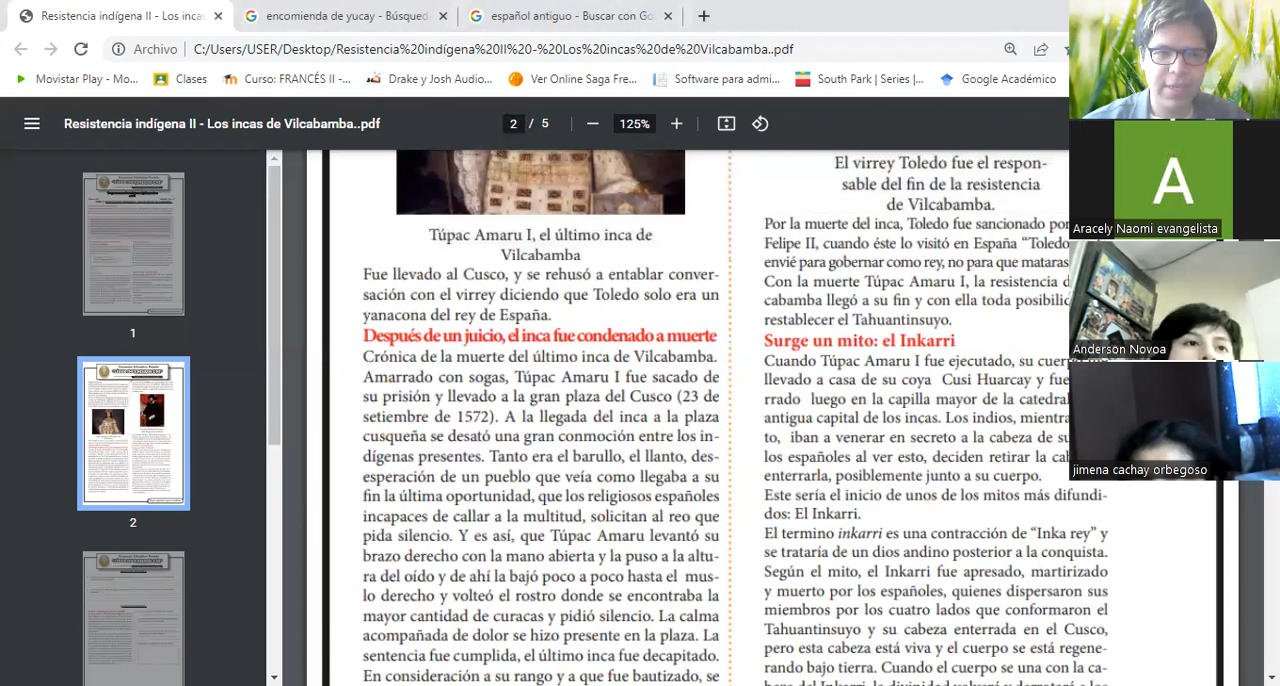 Resistencia indígena II - Los incas
encomienda de yucay - Búsqued
español antiguo - Buscar con Go
Archivo
C:/Users/USER/Desktop/Resistencia%20indígena%20II%20-%20Los%20incas%20de%20Vilcabamba..pdf
Movistar Play - Mo...
Clases
Curso: FRANCÉS II -...
Drake y Josh Audio...
Ver Online Saga Fre...
Software para admi...
South Park | Series |...
Google Académico
Resistencia indígena II - Los incas de Vilcabamba..pdf
2 / 5
125%
1
2
Túpac Amaru I, el último inca de
Vilcabamba
Fue llevado al Cusco, y se rehusó a entablar conver-
sación con el virrey diciendo que Toledo solo era un
yanacona del rey de España.
Después de un juicio, el inca fue condenado a muerte
Crónica de la muerte del último inca de Vilcabamba.
Amarrado con sogas, Túpac Amaru I fue sacado de
su prisión y llevado a la gran plaza del Cusco (23 de
setiembre de 1572). A la llegada del inca a la plaza
cusqueña se desató una gran conmoción entre los in-
dígenas presentes. Tanto era el barullo, el llanto, des-
esperación de un pueblo que veía como llegaba a su
fin la última oportunidad, que los religiosos españoles
incapaces de callar a la multitud, solicitan al reo que
pida silencio. Y es así, que Túpac Amaru levantó su
brazo derecho con la mano abierta y la puso a la altu-
ra del oído y de ahí la bajó poco a poco hasta el mus-
lo derecho y volteó el rostro donde se encontraba la
mayor cantidad de curacas y pidió silencio. La calma
acompañada de dolor se hizo presente en la plaza. La
sentencia fue cumplida, el último inca fue decapitado.
En consideración a su rango y a que fue bautizado, se
El virrey Toledo fue el respon-
sable del fin de la resistencia
de Vilcabamba.
Por la muerte del inca, Toledo fue sancionado por
Felipe II, cuando éste lo visitó en España “Toledo
envié para gobernar como rey, no para que mataras
Con la muerte Túpac Amaru I, la resistencia d
cabamba llegó a su fin y con ella toda posibili
restablecer el Tahuantinsuyo.
Surge un mito: el Inkarri
Cuando Túpac Amaru I fue ejecutado, su cuerpo
llevado a casa de su coya Cusi Huarcay y fue
rrado luego en la capilla mayor de la catedral
antigua capital de los incas. Los indios, mientra
to, iban a venerar en secreto a la cabeza de su
los españoles al ver esto, deciden retirar la cab
enterrarla, posiblemente junto a su cuerpo.
Este sería el inicio de unos de los mitos más difundi-
dos: El Inkarri.
El termino inkarri es una contracción de “Inka rey” y
se trataría de un dios andino posterior a la conquista.
Según el mito, el Inkarri fue apresado, martirizado
y muerto por los españoles, quienes dispersaron sus
miembros por los cuatro lados que conformaron el
Tahuantinsuyo y su cabeza enterrada en el Cusco,
pero esta cabeza está viva y el cuerpo se está regene-
rando bajo tierra. Cuando el cuerpo se una con la ca-
A
Aracely Naomi evangelista
Anderson Novoa
jimena cachay orbegoso